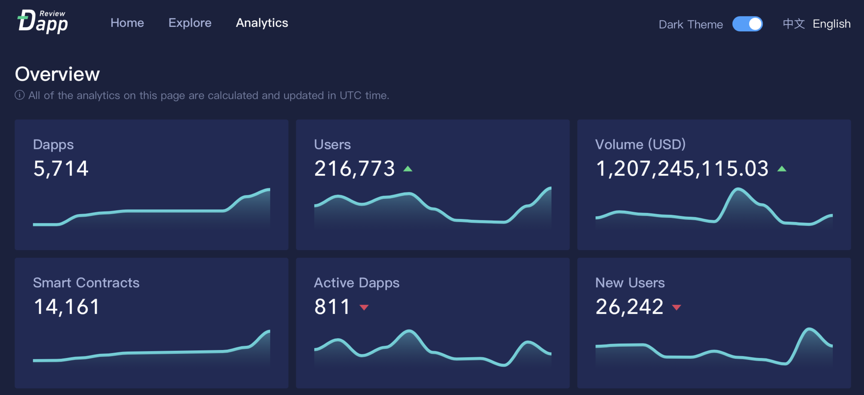 Review
Dapp
Home Explore Analytics
Dark Theme 中文 English
Overview
All of the analytics on this page are calculated and updated in UTC time.
Dapps
5,714
Users
216,773
Volume (USD)
1,207,245,115.03
Smart Contracts
14,161
Active Dapps
811
New Users
26,242